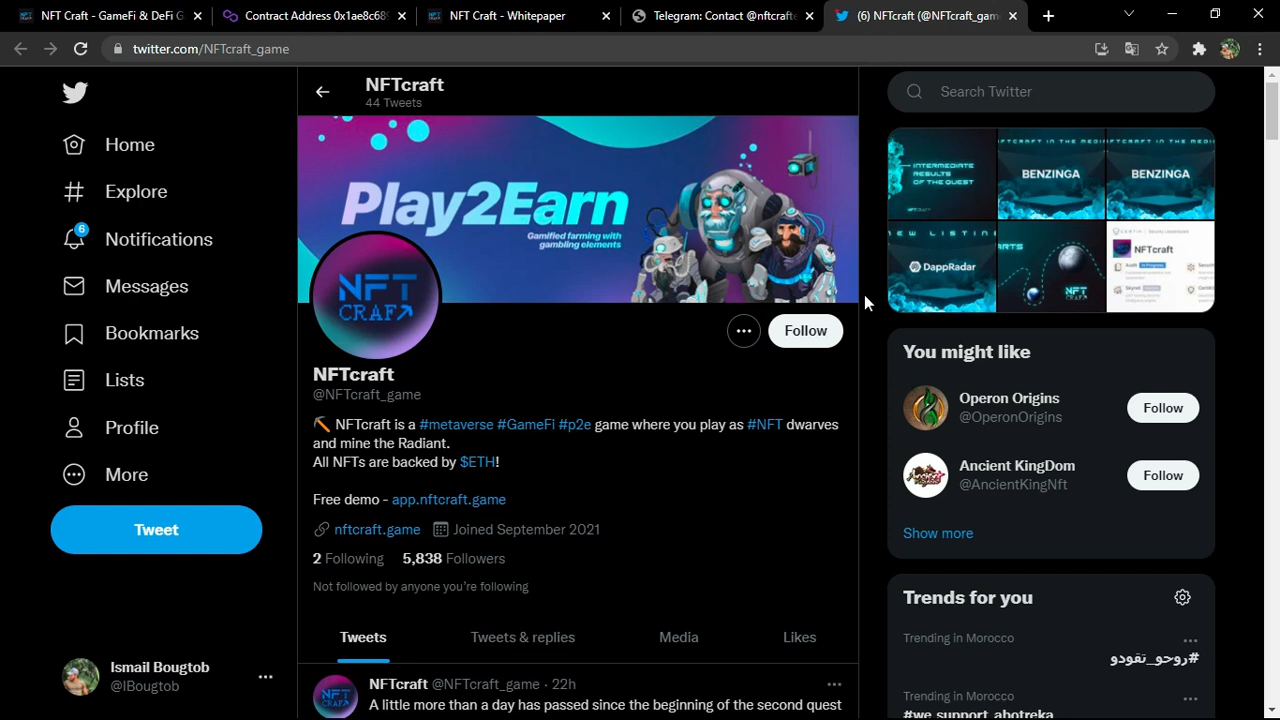 NFT Craft - GameFi & DeFi G
Contract Address 0x1ae8c689
NFT Craft - Whitepaper
Telegram: Contact @nftcrafte
(6) NFTcraft (@NFTcraft_gam
twitter.com/NFTcraft_game
Home
Explore
6
Notifications
Messages
Bookmarks
Lists
Profile
More
Tweet
Ismail Bougtob
@IBougtob
NFTcraft
44 Tweets
Play2Earn
Gamified farming with
gambling elements
NFT
CRAFT
Follow
NFTcraft
@NFTcraft_game
NFTcraft is a #metaverse #GameFi #p2e game where you play as #NFT dwarves
and mine the Radiant.
All NFTs are backed by $ETH!
Free demo - app.nftcraft.game
nftcraft.game Joined September 2021
2 Following 5,838 Followers
Not followed by anyone you're following
Tweets Tweets & replies Media Likes
NFTcraft @NFTcraft_game · 22h
A little more than a day has passed since the beginning of the second quest
Search Twitter
INTERMEDIATE
RESULTS
OF THE QUEST
BENZINGA
BENZINGA
DappRadar
NFTcraft
You might like
Operon Origins
@OperonOrigins
Follow
Ancient KingDom
@AncientKingNft
Follow
Show more
Trends for you
Trending in Morocco
#روحو_تقودو
Trending in Morocco
#we_support_abotreka